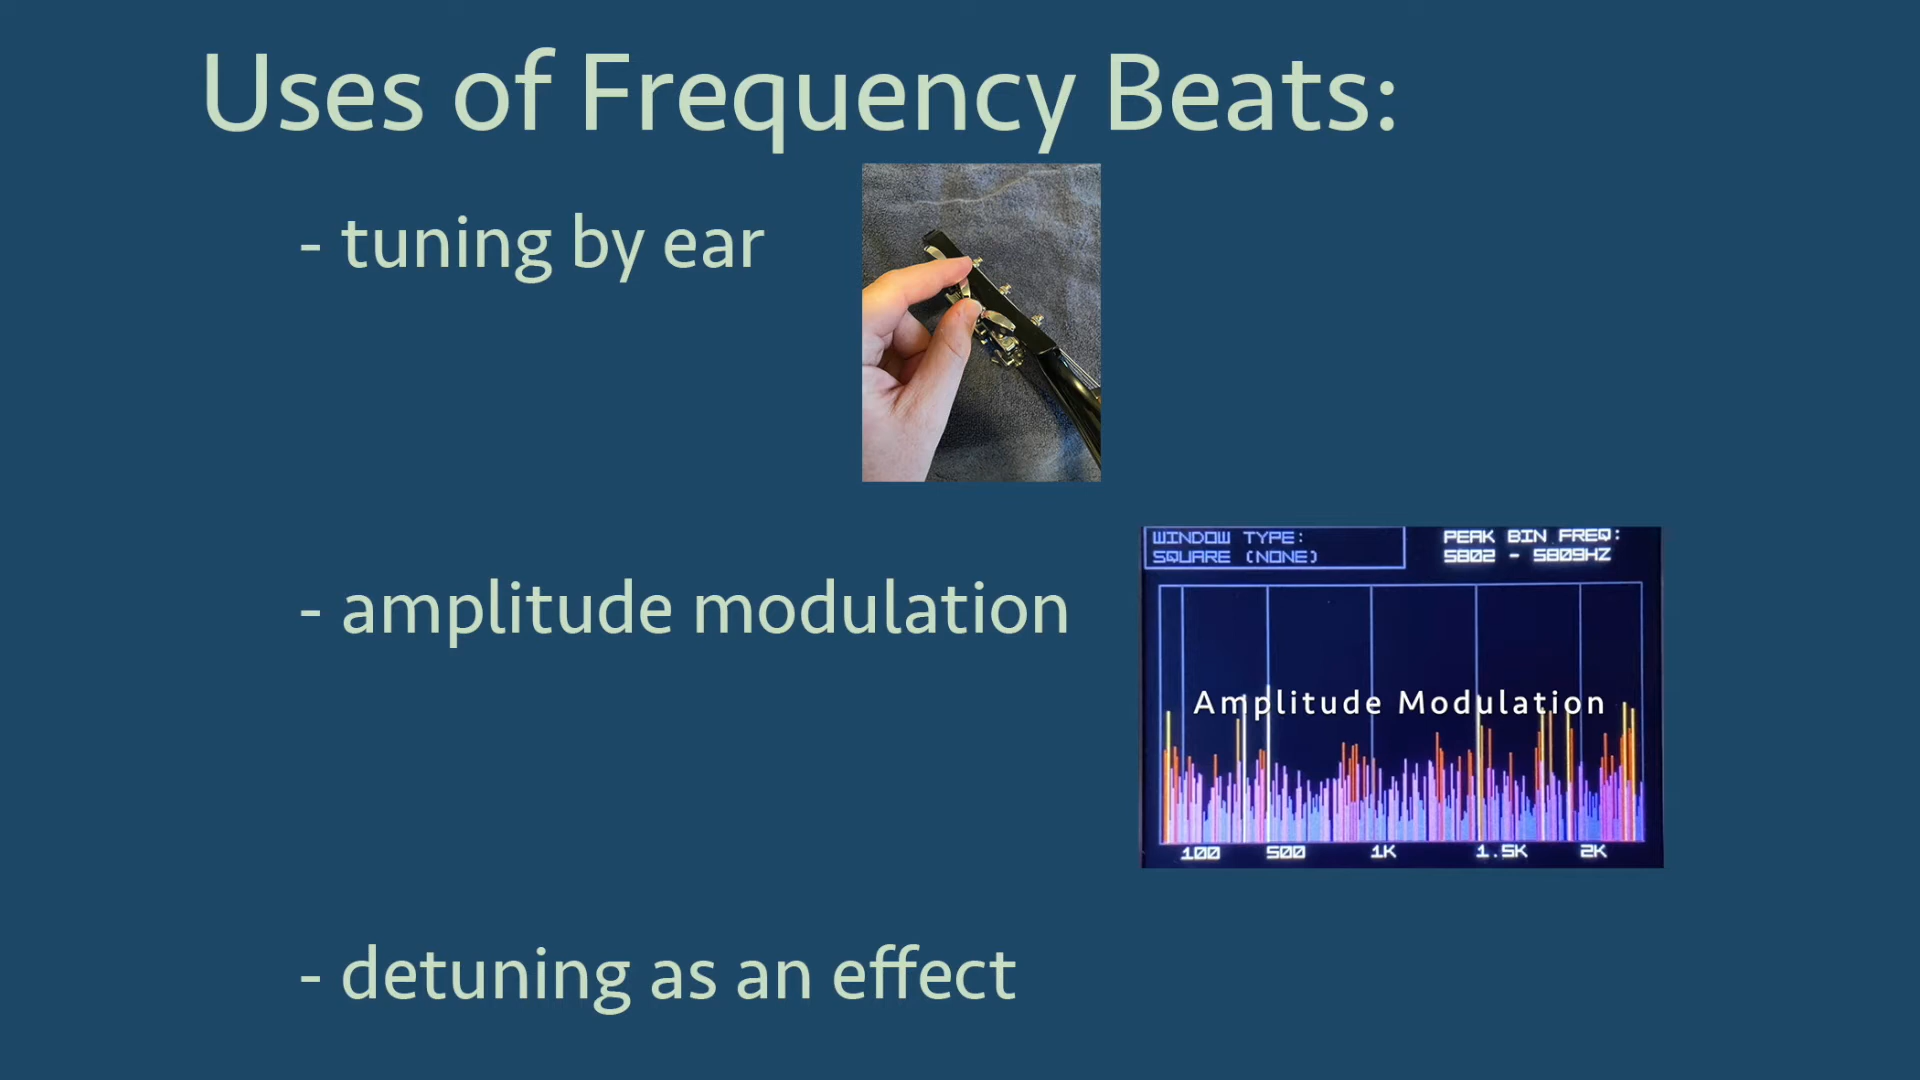 Uses of Frequency Beats:
- tuning by ear
- amplitude modulation
WINDOW TYPE:
SQUARE (NONE)
PEAK BIN FREQ:
5802 - 5809HZ
Amplitude Modulation
100 500 1K 1.5K 2K
- detuning as an effect